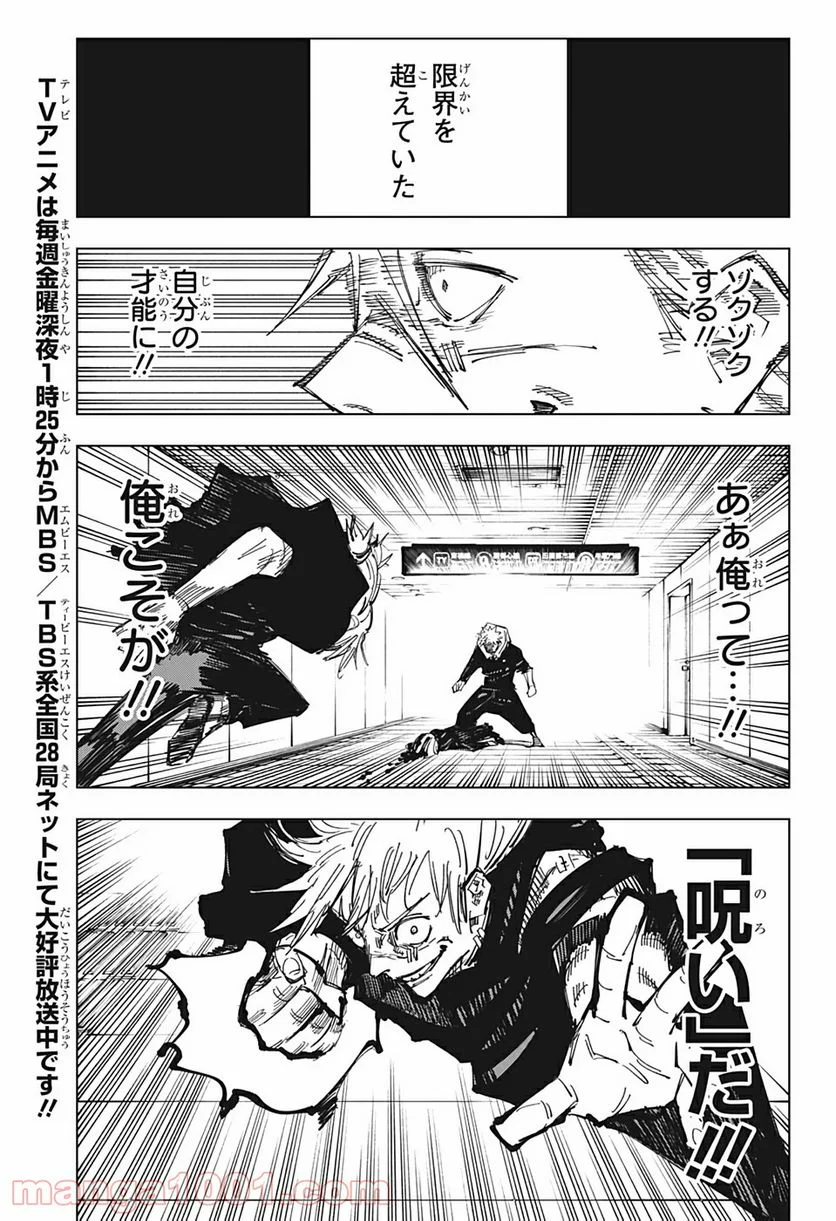 限界を
超えていた
ゾクゾク
する!!
自分の
才能に!!
あぁ俺って…!!
俺こそが!!
「呪い」だ!!!
TVアニメは毎週金曜深夜1時25分からMBS/TBS系全国28局ネットにて大好評放送中です!!
manga1001.com